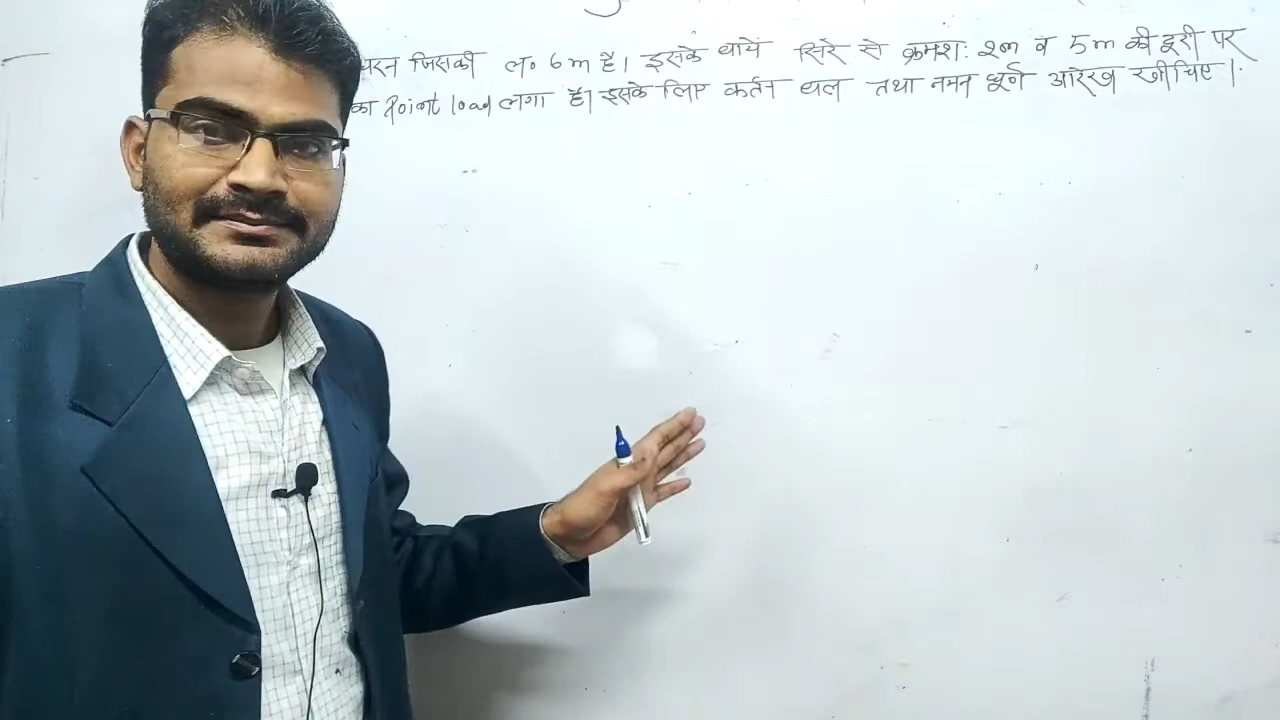 धरन जिसकी ल० 6m है। इसके बायें सिरे से क्रमश: 2m व 5m की दूरी पर
का Point load लगा है। इसके लिए कर्तन बल तथा नमन घूर्ण आरेख खीचिए।